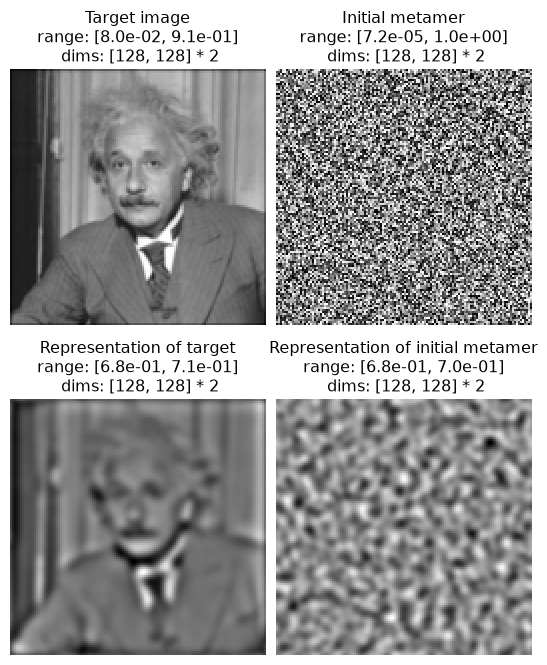 Target image
range: [8.0e-02, 9.1e-01]
dims: [128, 128] * 2
Initial metamer
range: [7.2e-05, 1.0e+00]
dims: [128, 128] * 2
Representation of target
range: [6.8e-01, 7.1e-01]
dims: [128, 128] * 2
Representation of initial metamer
range: [6.8e-01, 7.0e-01]
dims: [128, 128] * 2